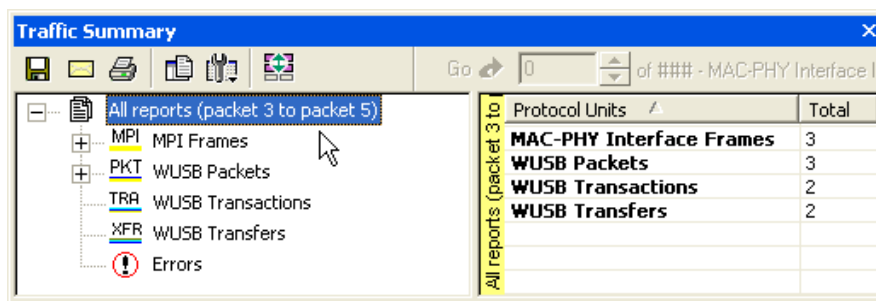 Traffic Summary
Go 0 of ### - MAC-PHY Interface
All reports (packet 3 to packet 5)
MPI MPI Frames
PKT WUSB Packets
TRA WUSB Transactions
XFR WUSB Transfers
Errors
All reports (packet 3 to
Protocol Units Total
MAC-PHY Interface Frames 3
WUSB Packets 3
WUSB Transactions 2
WUSB Transfers 2